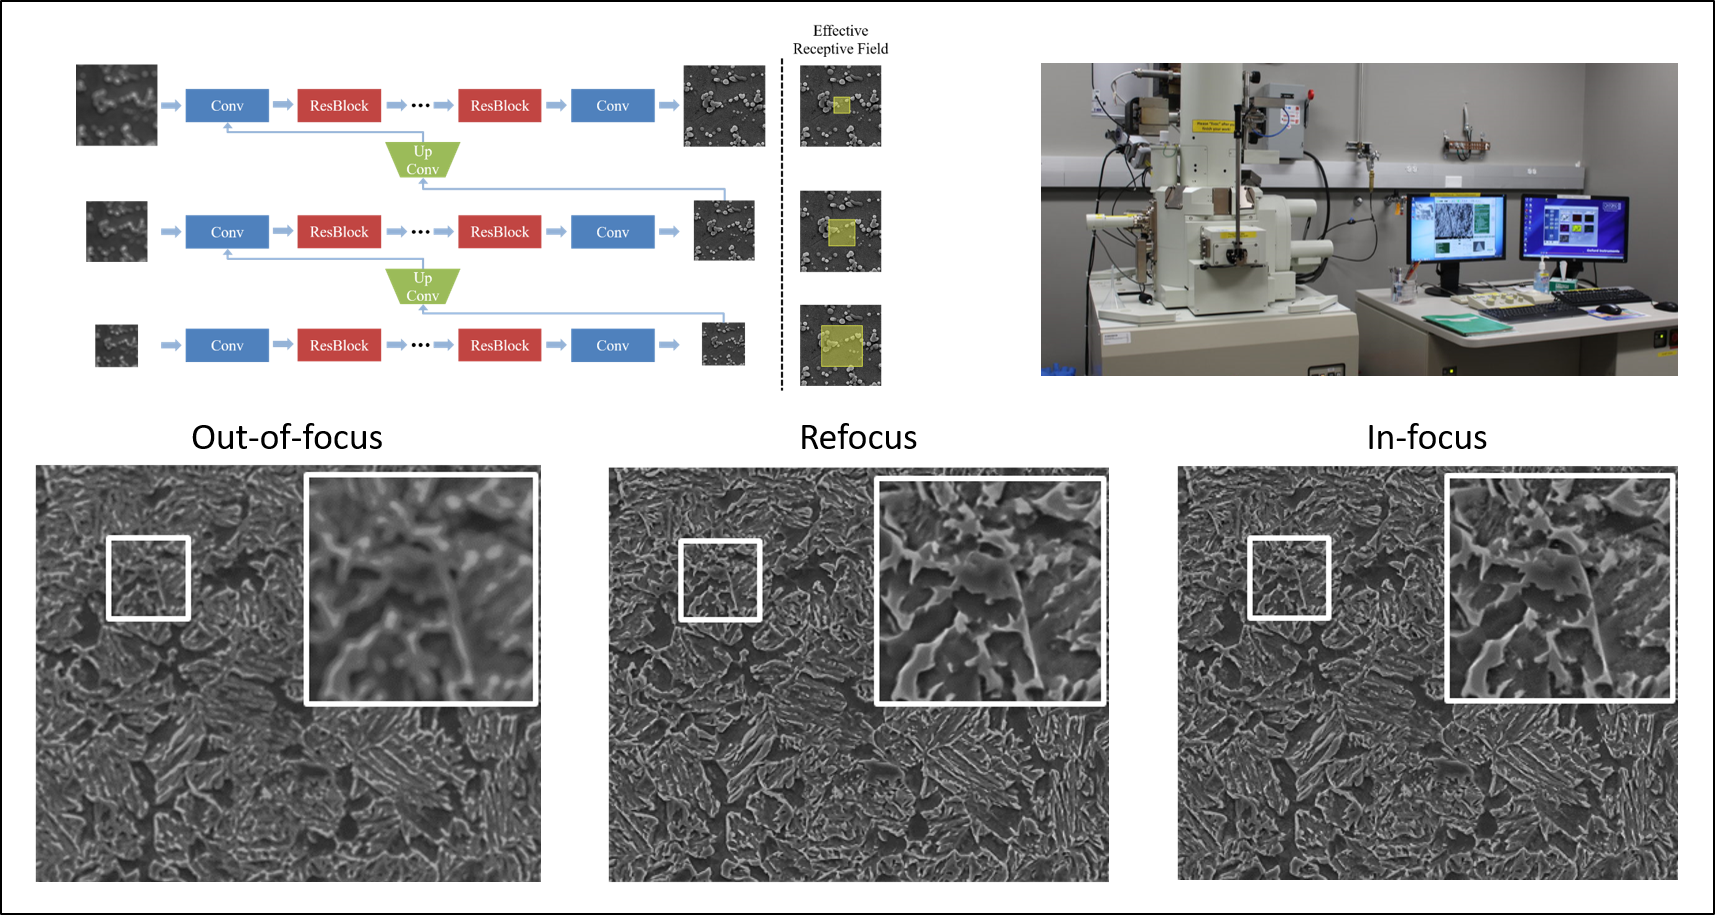 Effective
Receptive Field
Conv
ResBlock
...
ResBlock
Conv
Up
Conv
Conv
ResBlock
...
ResBlock
Conv
Up
Conv
Conv
ResBlock
...
ResBlock
Conv
Out-of-focus
Refocus
In-focus